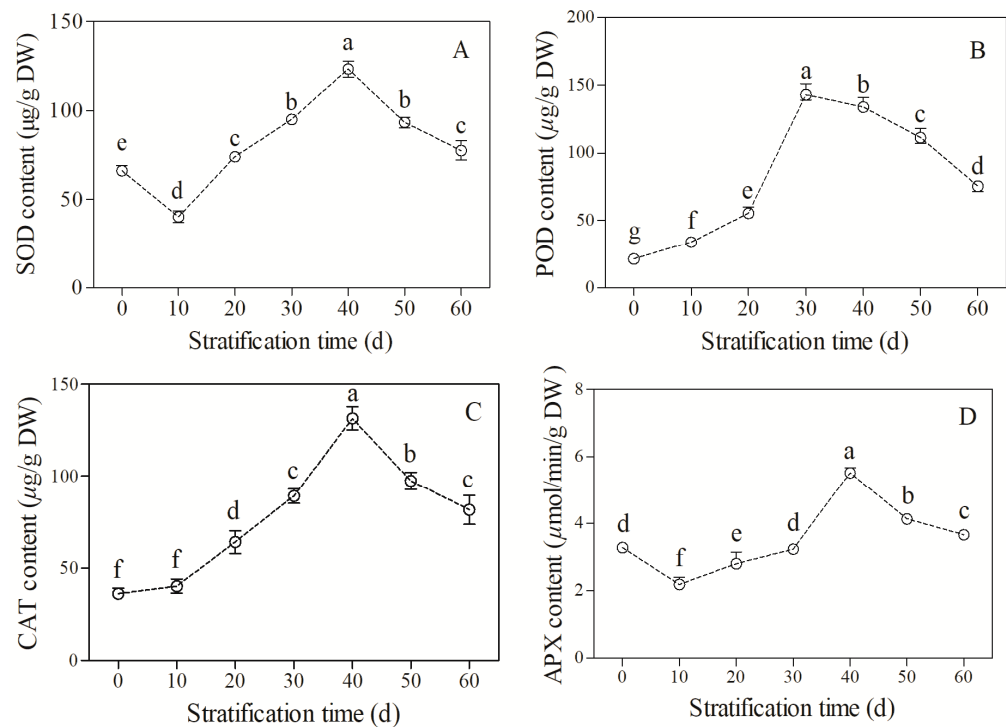 SOD content (μg/g DW)
150
100
50
0
A
e
d
c
b
a
b
c
0 10 20 30 40 50 60
Stratification time (d)
POD content (μg/g DW)
200
150
100
50
0
B
g
f
e
a
b
c
d
0 10 20 30 40 50 60
Stratification time (d)
CAT content (μg/g DW)
150
100
50
0
C
f
f
d
c
a
b
c
0 10 20 30 40 50 60
Stratification time (d)
APX content (μmol/min/g DW)
8
6
4
2
0
D
d
f
e
d
a
b
c
0 10 20 30 40 50 60
Stratification time (d)